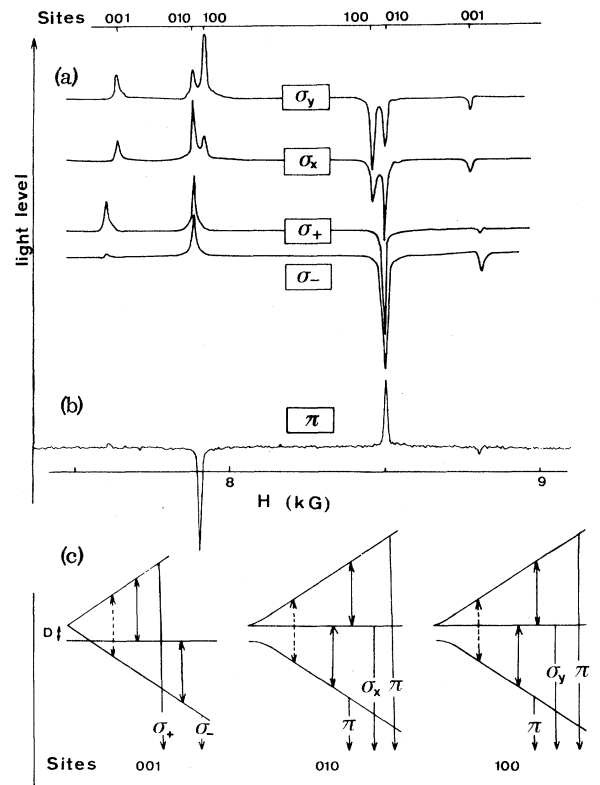 Sites 001 010 100 100 010 001
(a)
σy
σx
σ+
σ−
light level
(b)
π
8 9
H (kG)
(c)
D
σ+ σ− π σx π π σy π
Sites 001 010 100